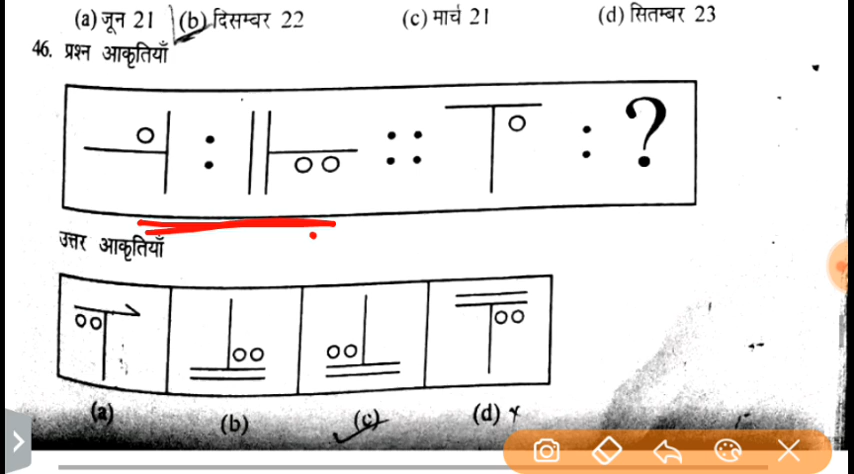 (a) जून 21 (b) दिसम्बर 22 (c) मार्च 21 (d) सितम्बर 23
46. प्रश्न आकृतियाँ
: :: : ?
उत्तर आकृतियाँ
(a) (b) (c) (d)